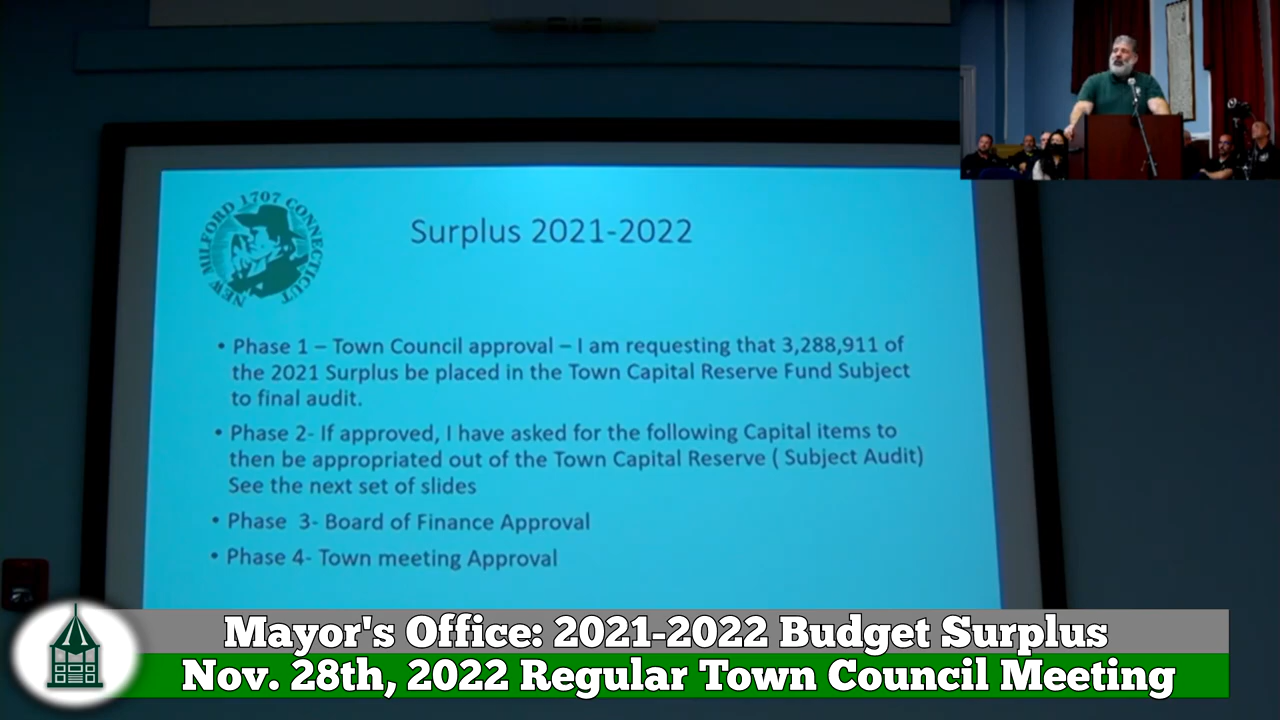 NEW MILFORD 1707 CONNECTICUT
Surplus 2021-2022
• Phase 1 – Town Council approval – I am requesting that 3,288,911 of
the 2021 Surplus be placed in the Town Capital Reserve Fund Subject
to final audit.
• Phase 2- If approved, I have asked for the following Capital items to
then be appropriated out of the Town Capital Reserve ( Subject Audit)
See the next set of slides
• Phase  3- Board of Finance Approval
• Phase 4- Town meeting Approval
Mayor's Office: 2021-2022 Budget Surplus
Nov. 28th, 2022 Regular Town Council Meeting